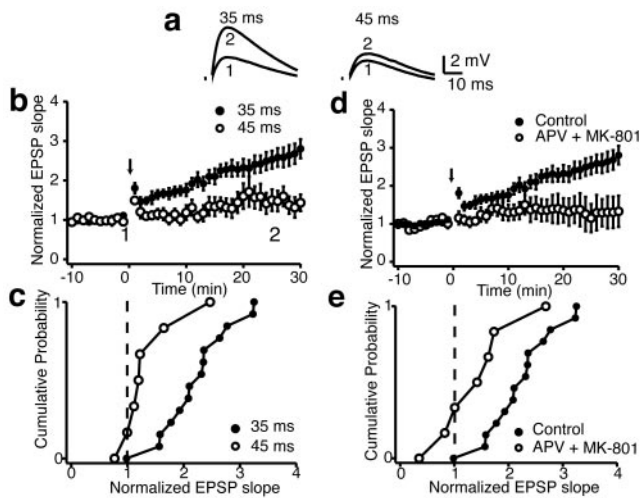 a
35 ms
2
1
45 ms
2
1
2 mV
10 ms
b
Normalized EPSP slope
4
3
2
1
0
35 ms
45 ms
1
2
-10 0 10 20 30
Time (min)
d
Normalized EPSP slope
4
3
2
1
0
Control
APV + MK-801
-10 0 10 20 30
Time (min)
c
Cumulative Probability
1
0
35 ms
45 ms
0 1 2 3 4
Normalized EPSP slope
e
Cumulative Probability
1
0
Control
APV + MK-801
0 1 2 3 4
Normalized EPSP slope